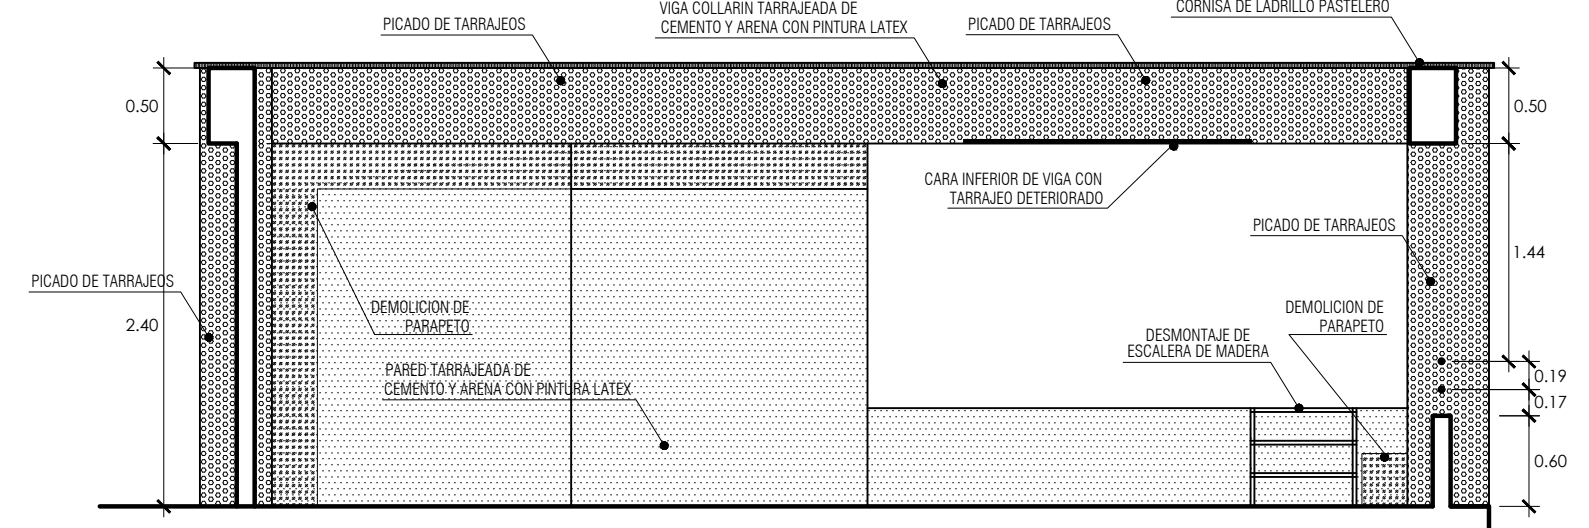 PICADO DE TARRAJEOS
VIGA COLLARIN TARRAJEADA DE
CEMENTO Y ARENA CON PINTURA LATEX
PICADO DE TARRAJEOS
CORNISA DE LADRILLO PASTELERO
0.50
0.50
CARA INFERIOR DE VIGA CON
TARRAJEO DETERIORADO
PICADO DE TARRAJEOS
1.44
PICADO DE TARRAJEOS
2.40
DEMOLICION DE
PARAPETO
DEMOLICION DE
PARAPETO
DESMONTAJE DE
ESCALERA DE MADERA
PARED TARRAJEADA DE
CEMENTO Y ARENA CON PINTURA LATEX
0.19
0.17
0.60